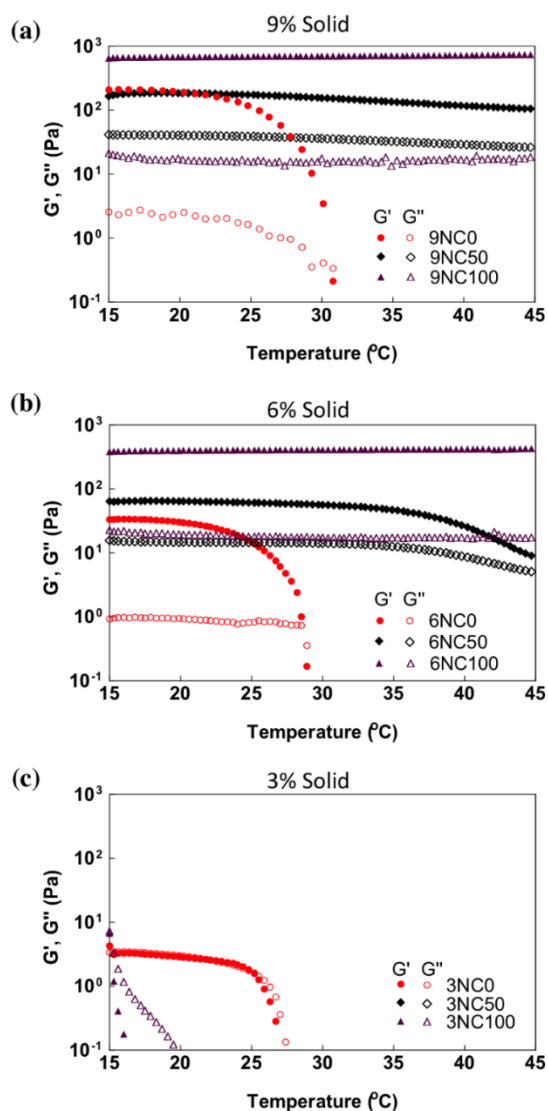 (a)
9% Solid
G', G'' (Pa)
10³
10²
10¹
10⁰
10⁻¹
G' G''
9NC0
9NC50
9NC100
15 20 25 30 35 40 45
Temperature (°C)
(b)
6% Solid
G', G'' (Pa)
10³
10²
10¹
10⁰
10⁻¹
G' G''
6NC0
6NC50
6NC100
15 20 25 30 35 40 45
Temperature (°C)
(c)
3% Solid
G', G'' (Pa)
10³
10²
10¹
10⁰
10⁻¹
G' G''
3NC0
3NC50
3NC100
15 20 25 30 35 40 45
Temperature (°C)